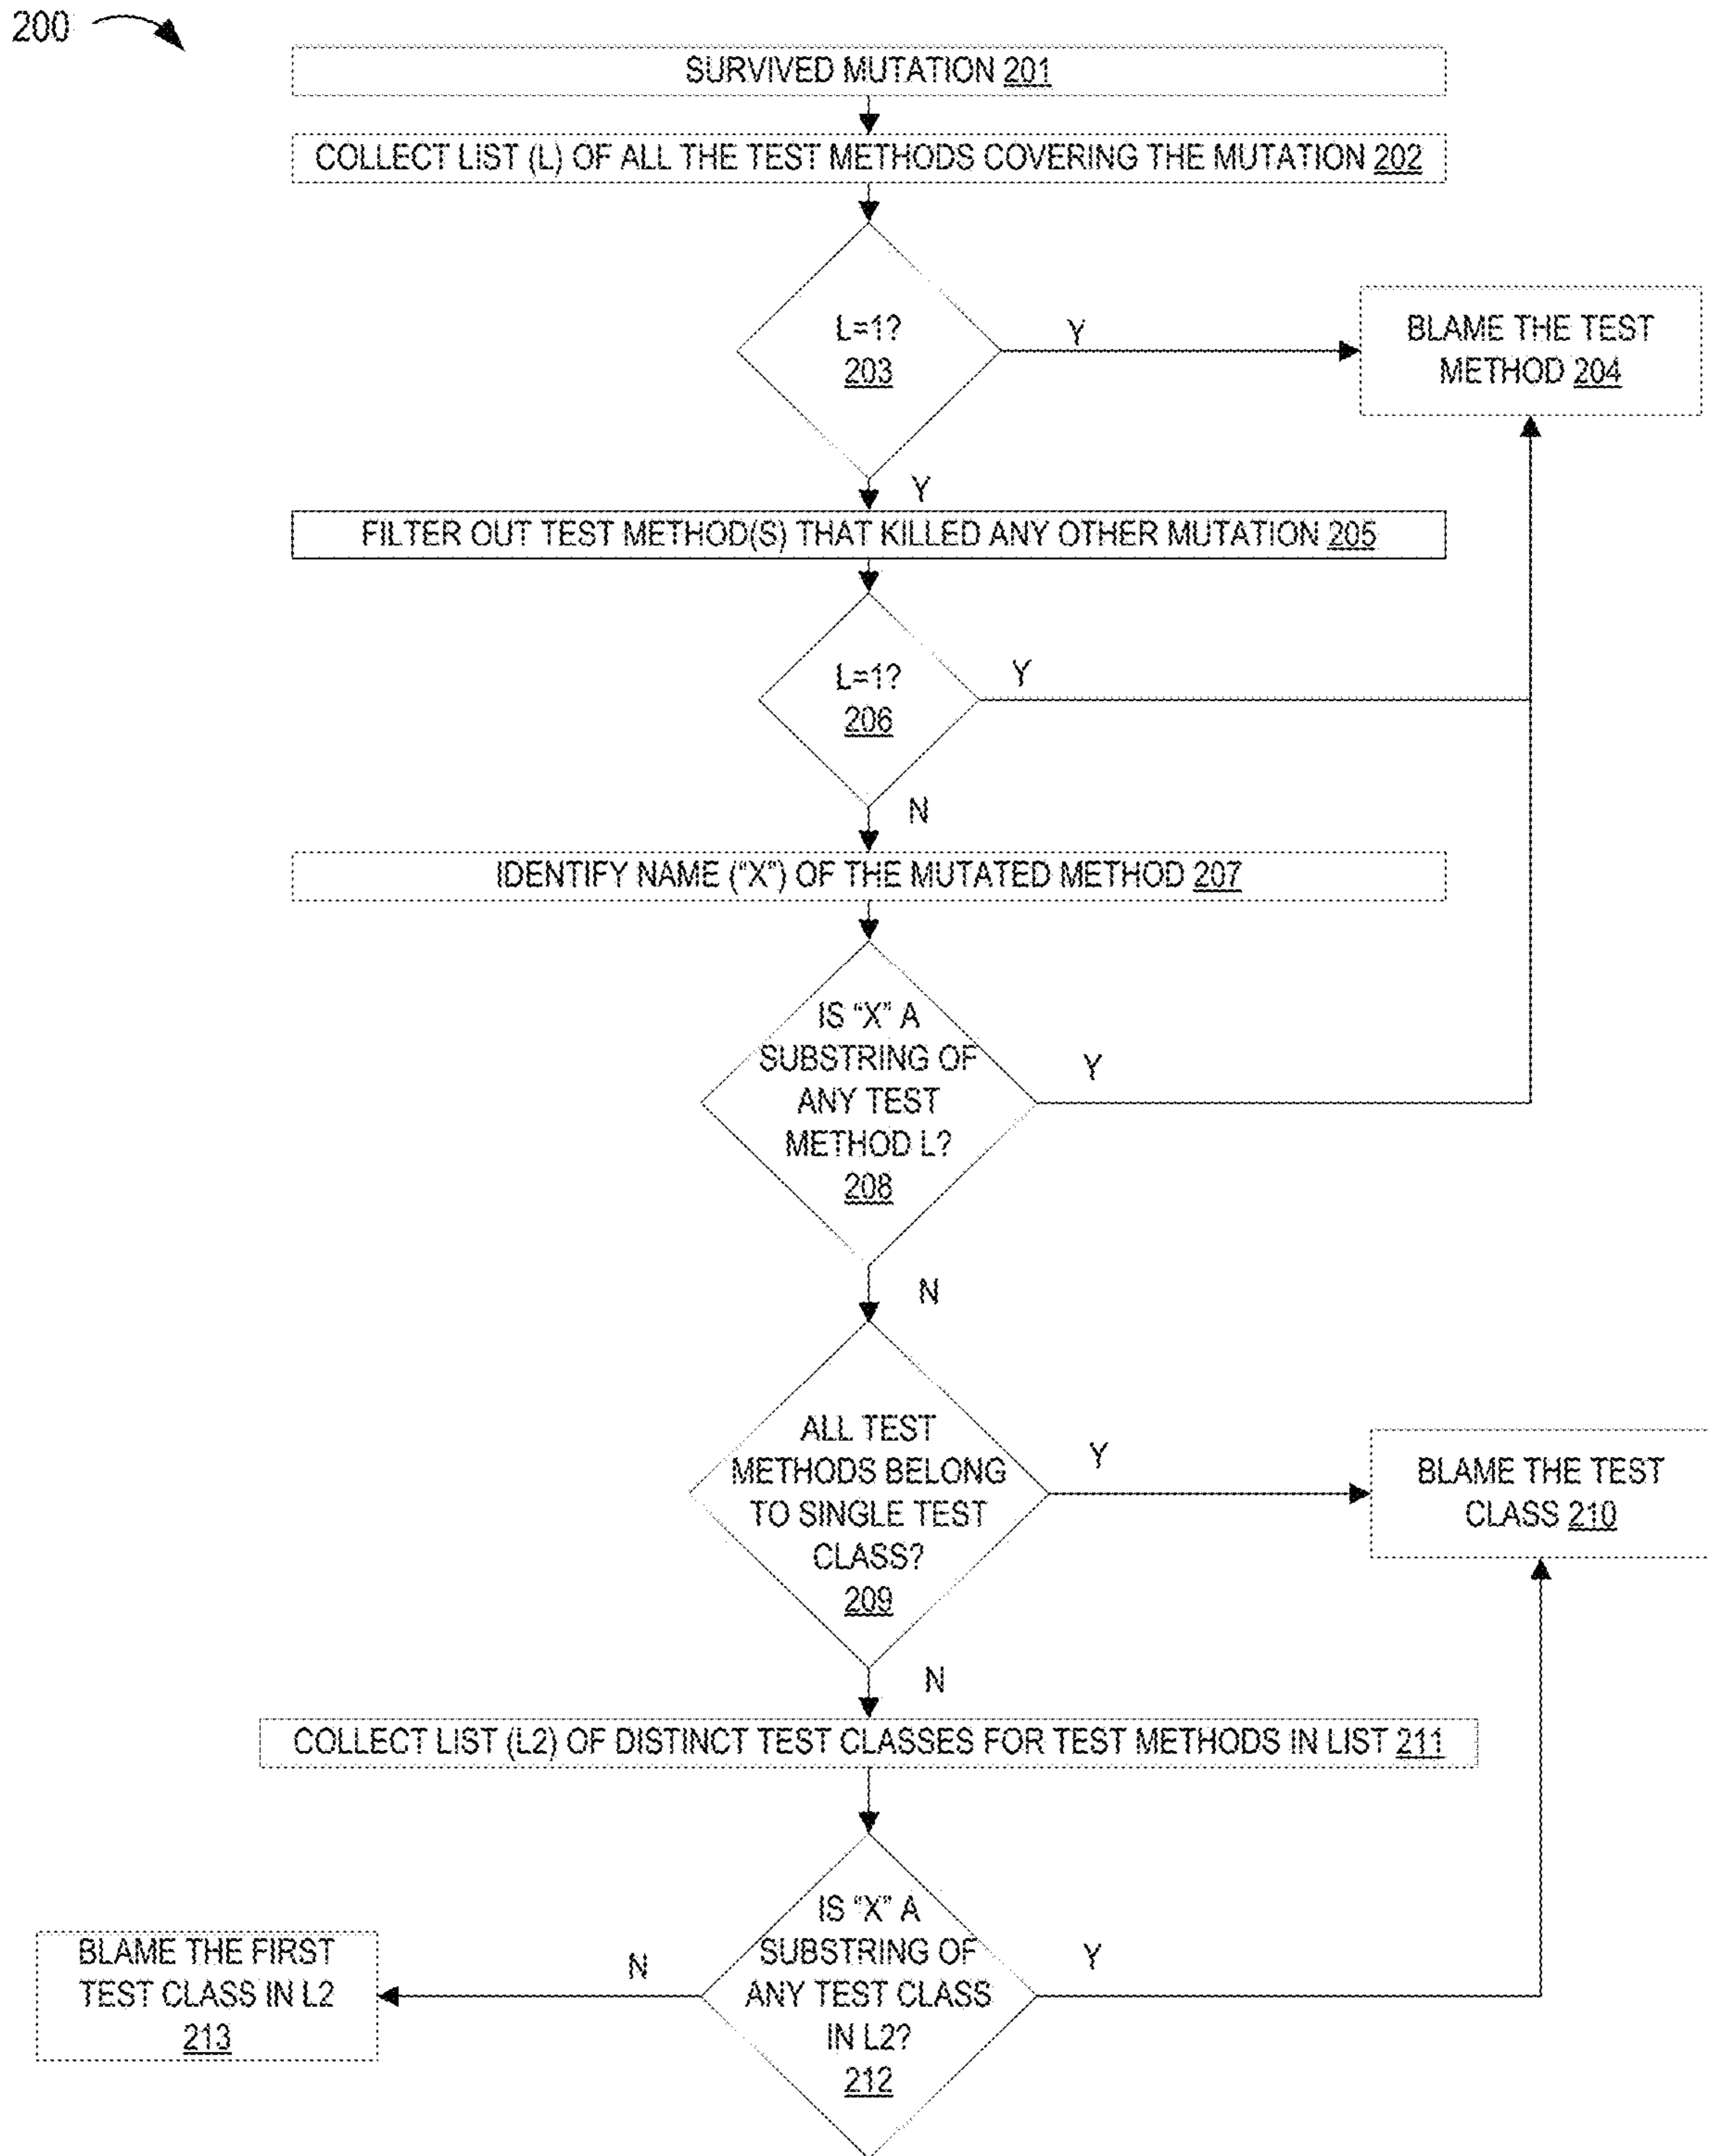 200
SURVIVED MUTATION 201
COLLECT LIST (L) OF ALL THE TEST METHODS COVERING THE MUTATION 202
L=1?
203
Y
BLAME THE TEST
METHOD 204
Y
FILTER OUT TEST METHOD(S) THAT KILLED ANY OTHER MUTATION 205
L=1?
206
Y
N
IDENTIFY NAME ("X") OF THE MUTATED METHOD 207
IS "X" A
SUBSTRING OF
ANY TEST
METHOD L?
208
Y
N
ALL TEST
METHODS BELONG
TO SINGLE TEST
CLASS?
209
Y
BLAME THE TEST
CLASS 210
N
COLLECT LIST (L2) OF DISTINCT TEST CLASSES FOR TEST METHODS IN LIST 211
IS "X" A
SUBSTRING OF
ANY TEST CLASS
IN L2?
212
Y
N
BLAME THE FIRST
TEST CLASS IN L2
213